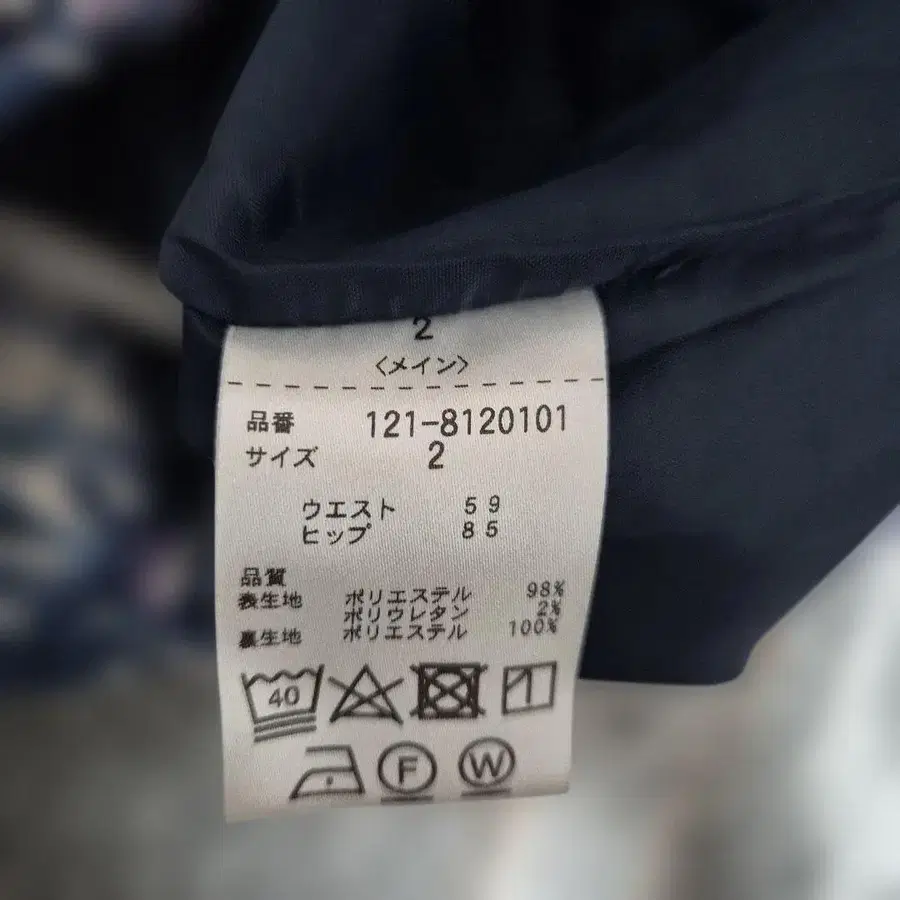 2
〈メイン〉
品番 121-8120101
サイズ 2
ウエスト 59
ヒップ 85
品質
表生地 ポリエステル 98%
ポリウレタン 2%
裏生地 ポリエステル 100%
40
F W